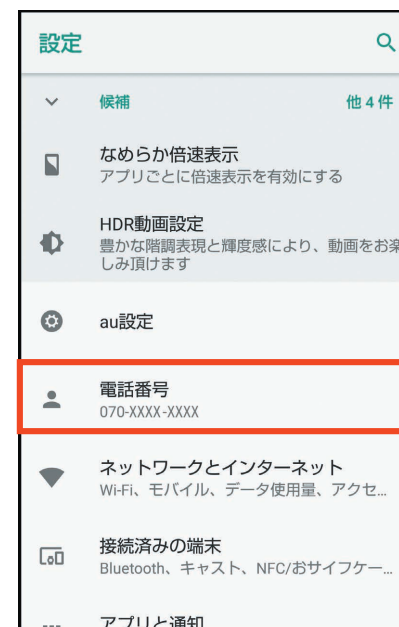 設定
候補 他 4 件
なめらか倍速表示
アプリごとに倍速表示を有効にする
HDR動画設定
豊かな階調表現と輝度感により、動画をお楽
しみ頂けます
au設定
電話番号
070-XXXX-XXXX
ネットワークとインターネット
Wi-Fi、モバイル、データ使用量、アクセ...
接続済みの端末
Bluetooth、キャスト、NFC/おサイフケー...
アプリと通知